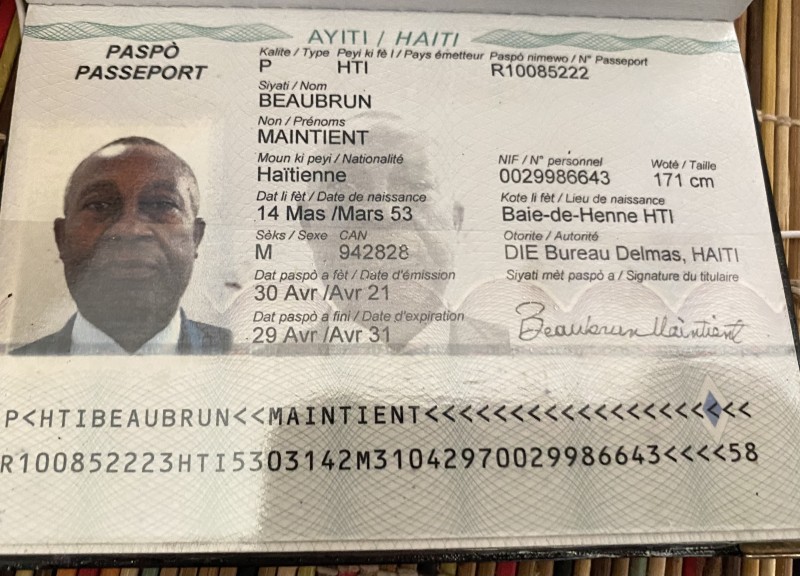 AYITI / HAITI
PASPÒ
PASSEPORT
Kalite / Type Peyi ki fè l / Pays émetteur Paspò nimewo / N° Passeport
P HTI R10085222
Siyati / Nom
BEAUBRUN
Non / Prénoms
MAINTIENT
Moun ki peyi / Nationalité NIF / N° personnel Wotè / Taille
Haïtienne 0029986643 171 cm
Dat li fèt / Date de naissance Kote li fèt / Lieu de naissance
14 Mas /Mars 53 Baie-de-Henne HTI
Sèks / Sexe CAN Otorite / Autorité
M 942828 DIE Bureau Delmas, HAITI
Dat paspò a fèt / Date d'émission Siyati mèt paspò a / Signature du titulaire
30 Avr /Avr 21
Dat paspò a fini / Date d'expiration
29 Avr /Avr 31 Beaubrun Maintient
P<HTIBEAUBRUN<<MAINTIENT<<<<<<<<<<<<<<<<<<<<
R100852223HTI5303142M31042970029986643<<<<58